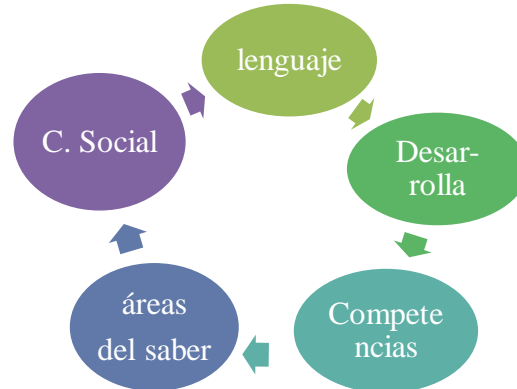 lenguaje
Desar-
rolla
Compete
ncias
áreas
del saber
C. Social